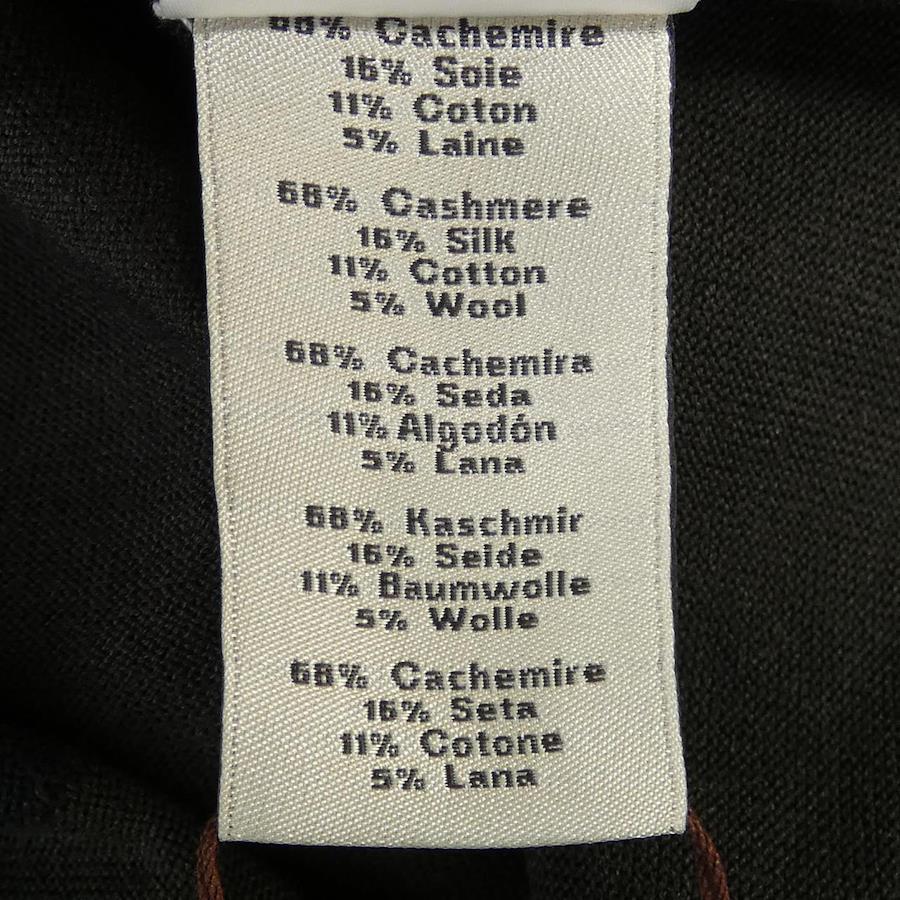 68% Cachemire
16% Soie
11% Coton
5% Laine
68% Cashmere
16% Silk
11% Cotton
5% Wool
68% Cachemira
16% Seda
11% Algodón
5% Lana
68% Kaschmir
16% Seide
11% Baumwolle
5% Wolle
68% Cachemire
16% Seta
11% Cotone
5% Lana